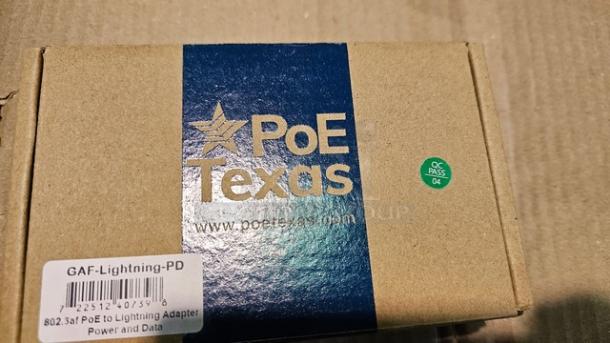 PoE
Texas
www.poetexas.com
QC
PASS
04
GAF-Lightning-PD
7 22512 40739 8
802.3af PoE to Lightning Adapter
Power and Data